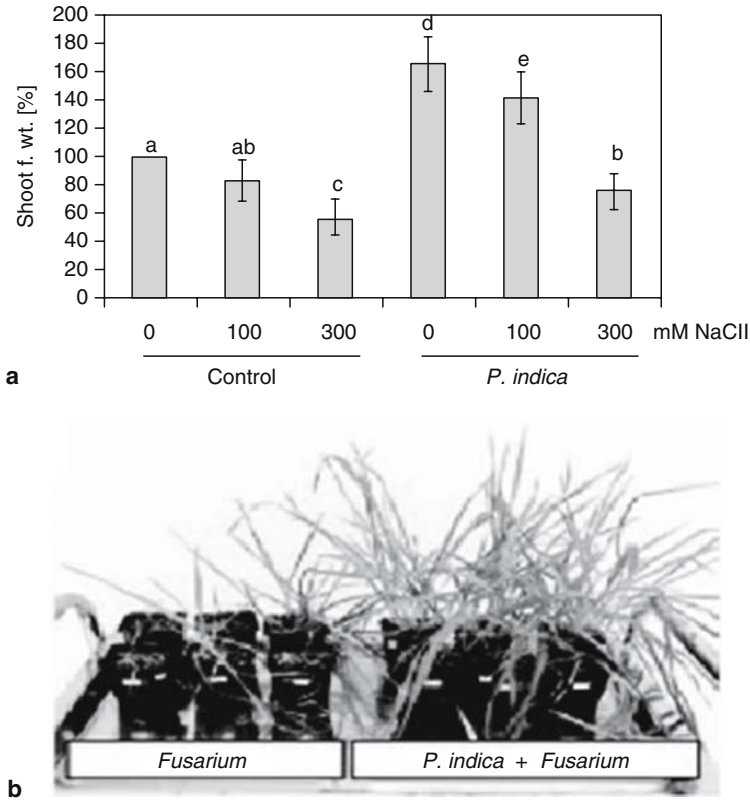 200
180
160
140
120
100
80
60
40
20
0
Shoot f. wt. [%]
a
ab
c
d
e
b
0 100 300 0 100 300 mM NaCII
Control P. indica
a
Fusarium P. indica + Fusarium
b